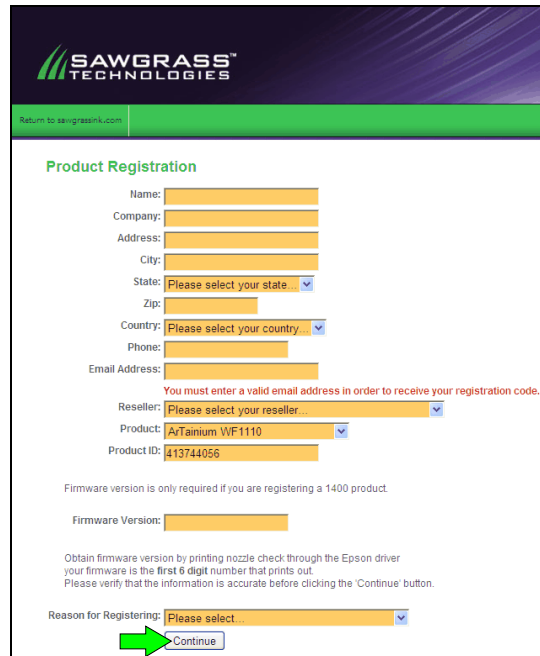 SAWGRASS™
TECHNOLOGIES
Return to sawgrassink.com
Product Registration
Name:
Company:
Address:
City:
State: Please select your state...
Zip:
Country: Please select your country...
Phone:
Email Address:
You must enter a valid email address in order to receive your registration code.
Reseller: Please select your reseller...
Product: ArTainium WF1110
Product ID: 413744056
Firmware version is only required if you are registering a 1400 product.
Firmware Version:
Obtain firmware version by printing nozzle check through the Epson driver
your firmware is the first 6 digit number that prints out.
Please verify that the information is accurate before clicking the 'Continue' button.
Reason for Registering: Please select...
Continue